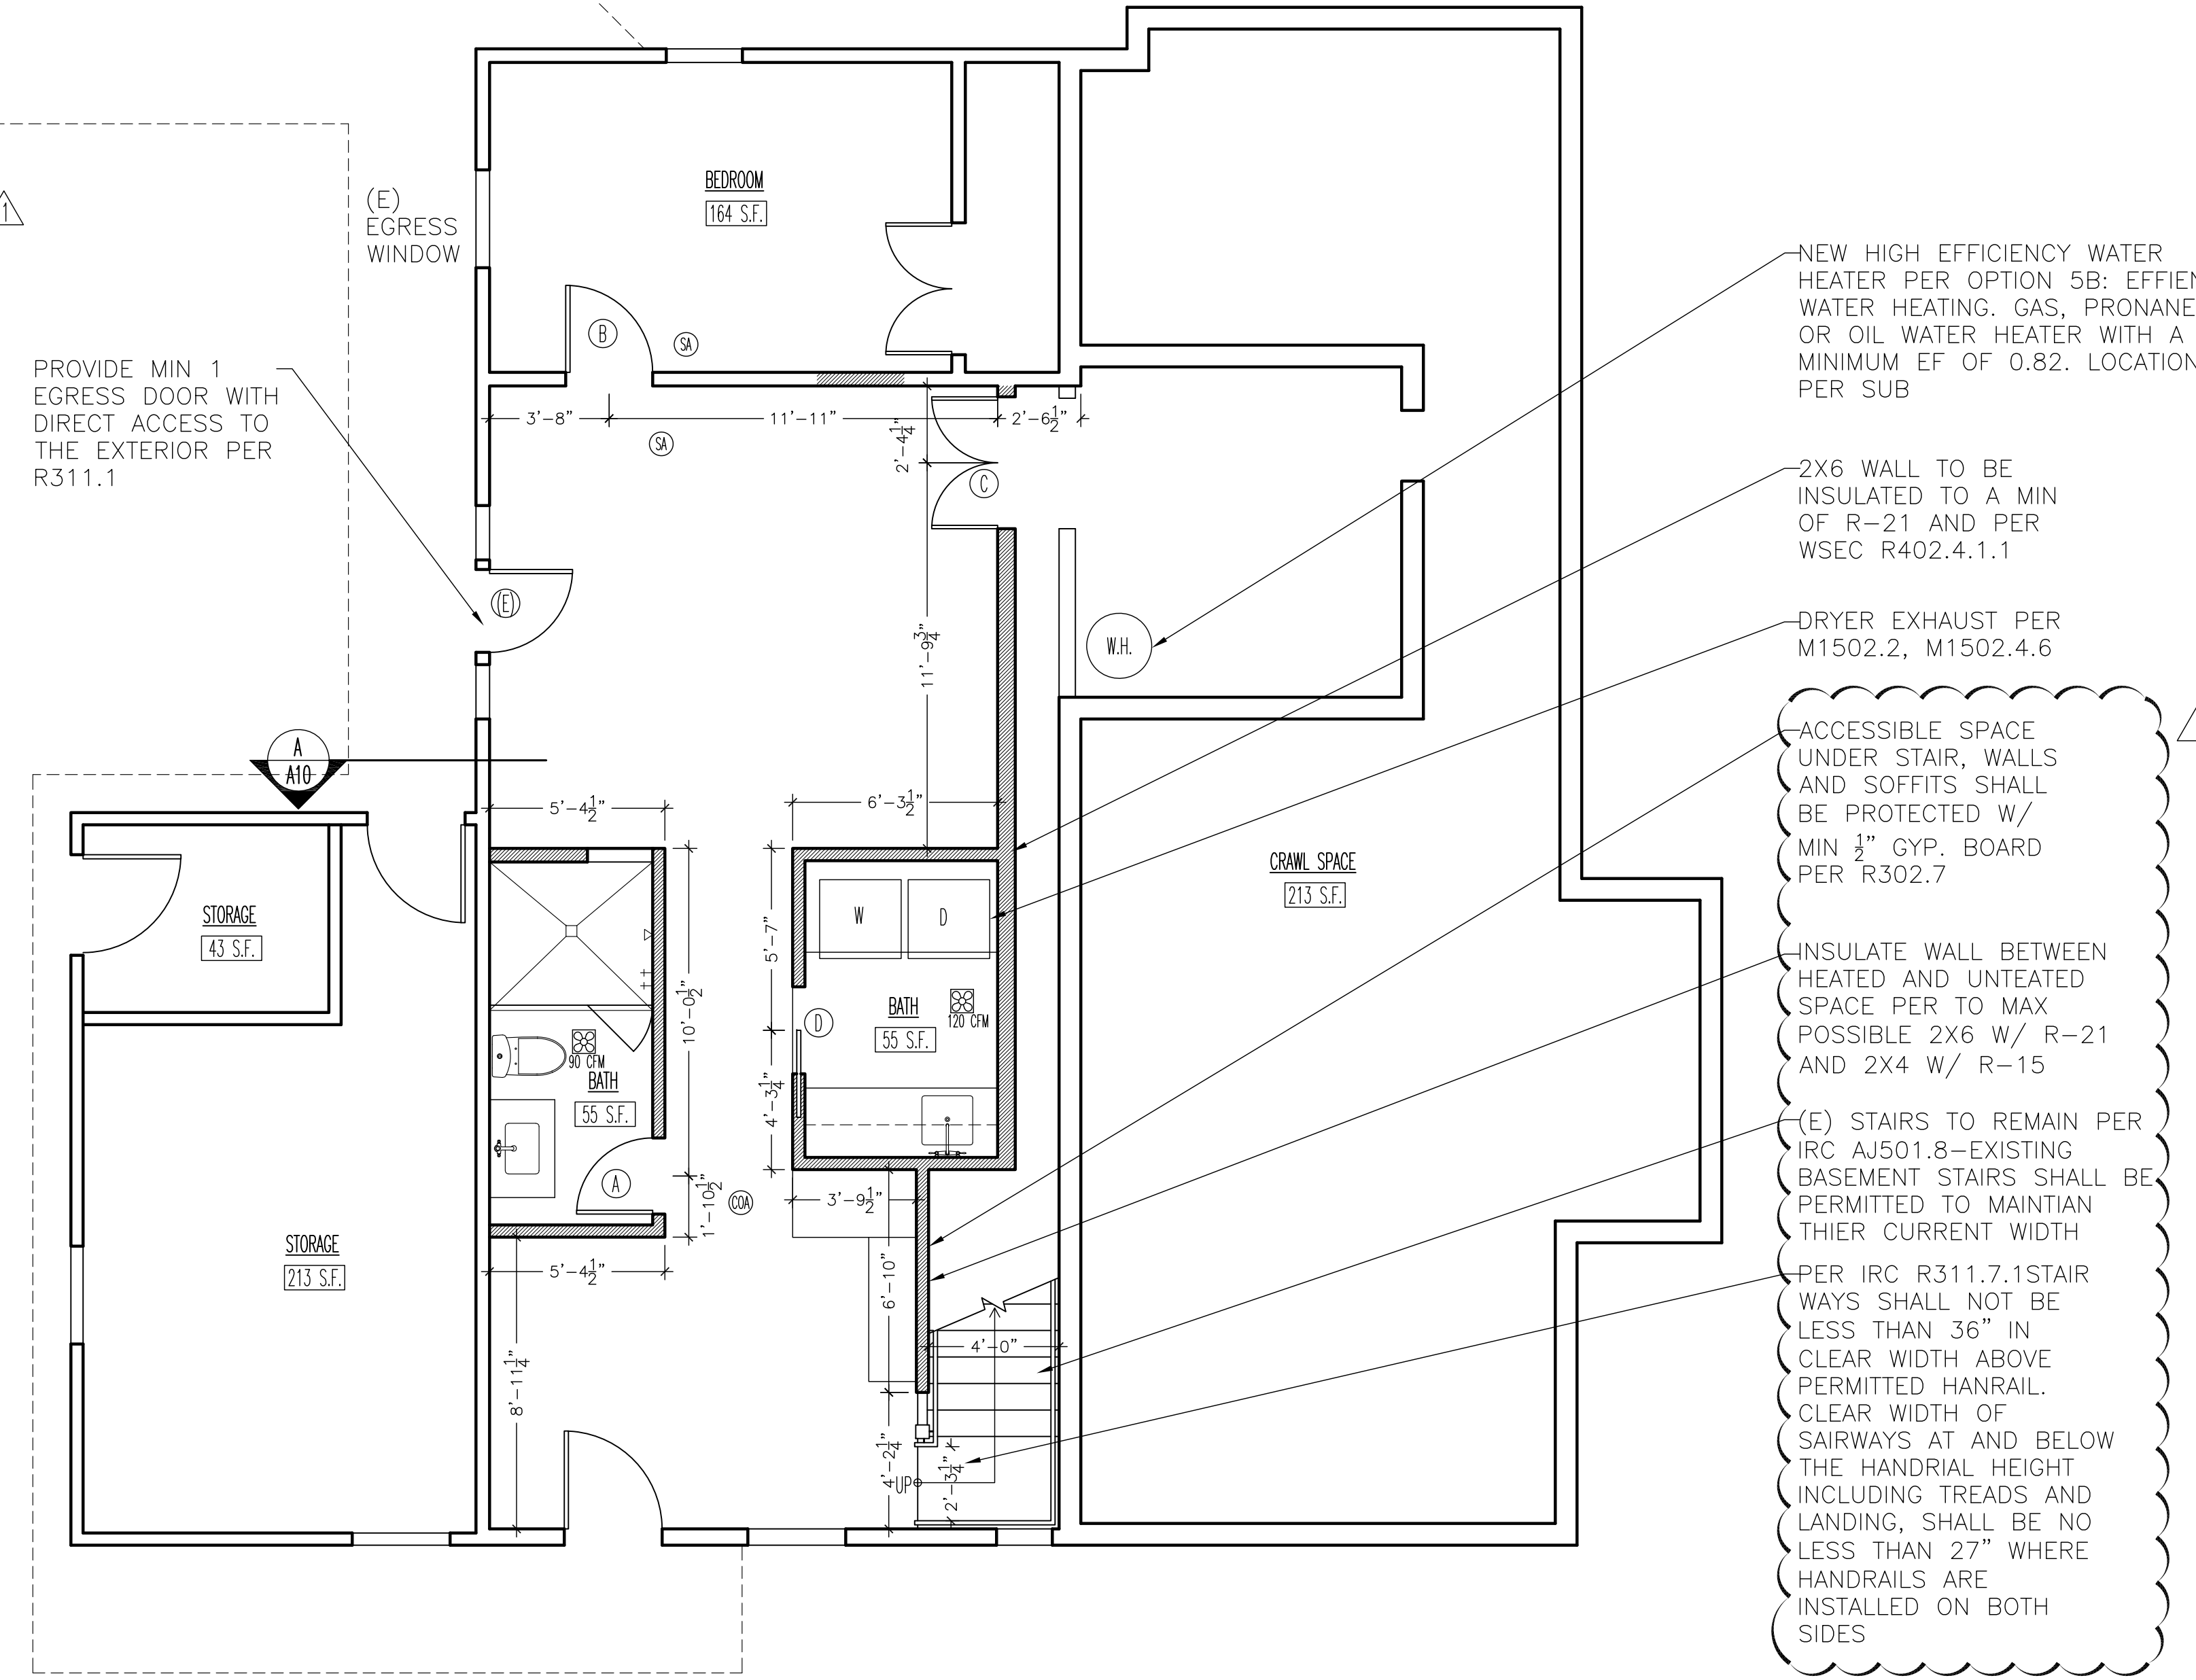 1
(E)
EGRESS
WINDOW
PROVIDE MIN 1
EGRESS DOOR WITH
DIRECT ACCESS TO
THE EXTERIOR PER
R311.1
BEDROOM
164 S.F.
B
SA
3'-8"
11'-11"
2'-6½"
2'-4¼"
SA
C
(E)
11'-9¾"
W.H.
A
A10
5'-4½"
6'-3½"
STORAGE
43 S.F.
W
D
5'-7"
10'-0½"
BATH
55 S.F.
120 CFM
D
90 CFM
BATH
55 S.F.
4'-3¼"
A
1'-10½"
COA
3'-9½"
CRAWL SPACE
213 S.F.
STORAGE
213 S.F.
5'-4½"
6'-10"
8'-11¼"
4'-0"
4'-2¼"
UP
2'-3¼"
NEW HIGH EFFICIENCY WATER
HEATER PER OPTION 5B: EFFIEN
WATER HEATING. GAS, PRONANE
OR OIL WATER HEATER WITH A
MINIMUM EF OF 0.82. LOCATION
PER SUB
2X6 WALL TO BE
INSULATED TO A MIN
OF R-21 AND PER
WSEC R402.4.1.1
DRYER EXHAUST PER
M1502.2, M1502.4.6
ACCESSIBLE SPACE
UNDER STAIR, WALLS
AND SOFFITS SHALL
BE PROTECTED W/
MIN ½" GYP. BOARD
PER R302.7
INSULATE WALL BETWEEN
HEATED AND UNTEATED
SPACE PER TO MAX
POSSIBLE 2X6 W/ R-21
AND 2X4 W/ R-15
(E) STAIRS TO REMAIN PER
IRC AJ501.8-EXISTING
BASEMENT STAIRS SHALL BE
PERMITTED TO MAINTIAN
THIER CURRENT WIDTH
PER IRC R311.7.1STAIR
WAYS SHALL NOT BE
LESS THAN 36" IN
CLEAR WIDTH ABOVE
PERMITTED HANRAIL.
CLEAR WIDTH OF
SAIRWAYS AT AND BELOW
THE HANDRIAL HEIGHT
INCLUDING TREADS AND
LANDING, SHALL BE NO
LESS THAN 27" WHERE
HANDRAILS ARE
INSTALLED ON BOTH
SIDES